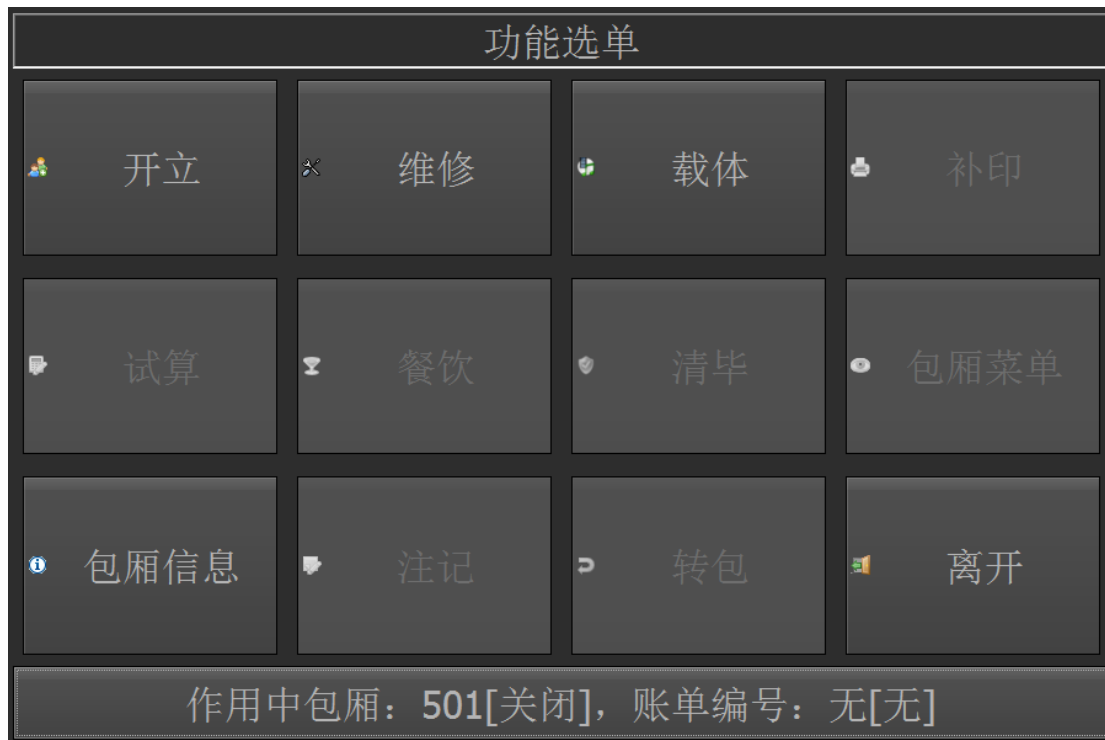 功能选单
开立
维修
载体
补印
试算
餐饮
清毕
包厢菜单
包厢信息
注记
转包
离开
作用中包厢：501[关闭]，账单编号：无[无]